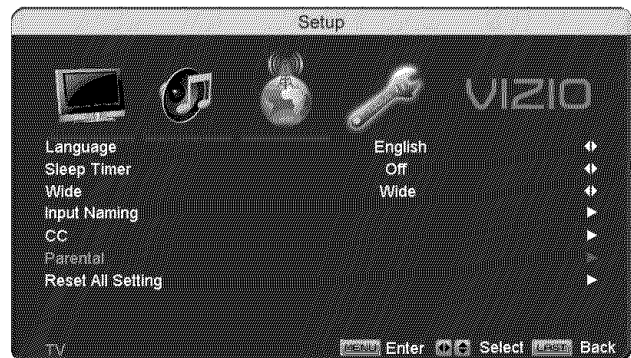 Setup
VIZIO
Language English
Sleep Timer Off
Wide Wide
Input Naming
CC
Parental
Reset All Setting
TV MENU Enter Select LAST Back